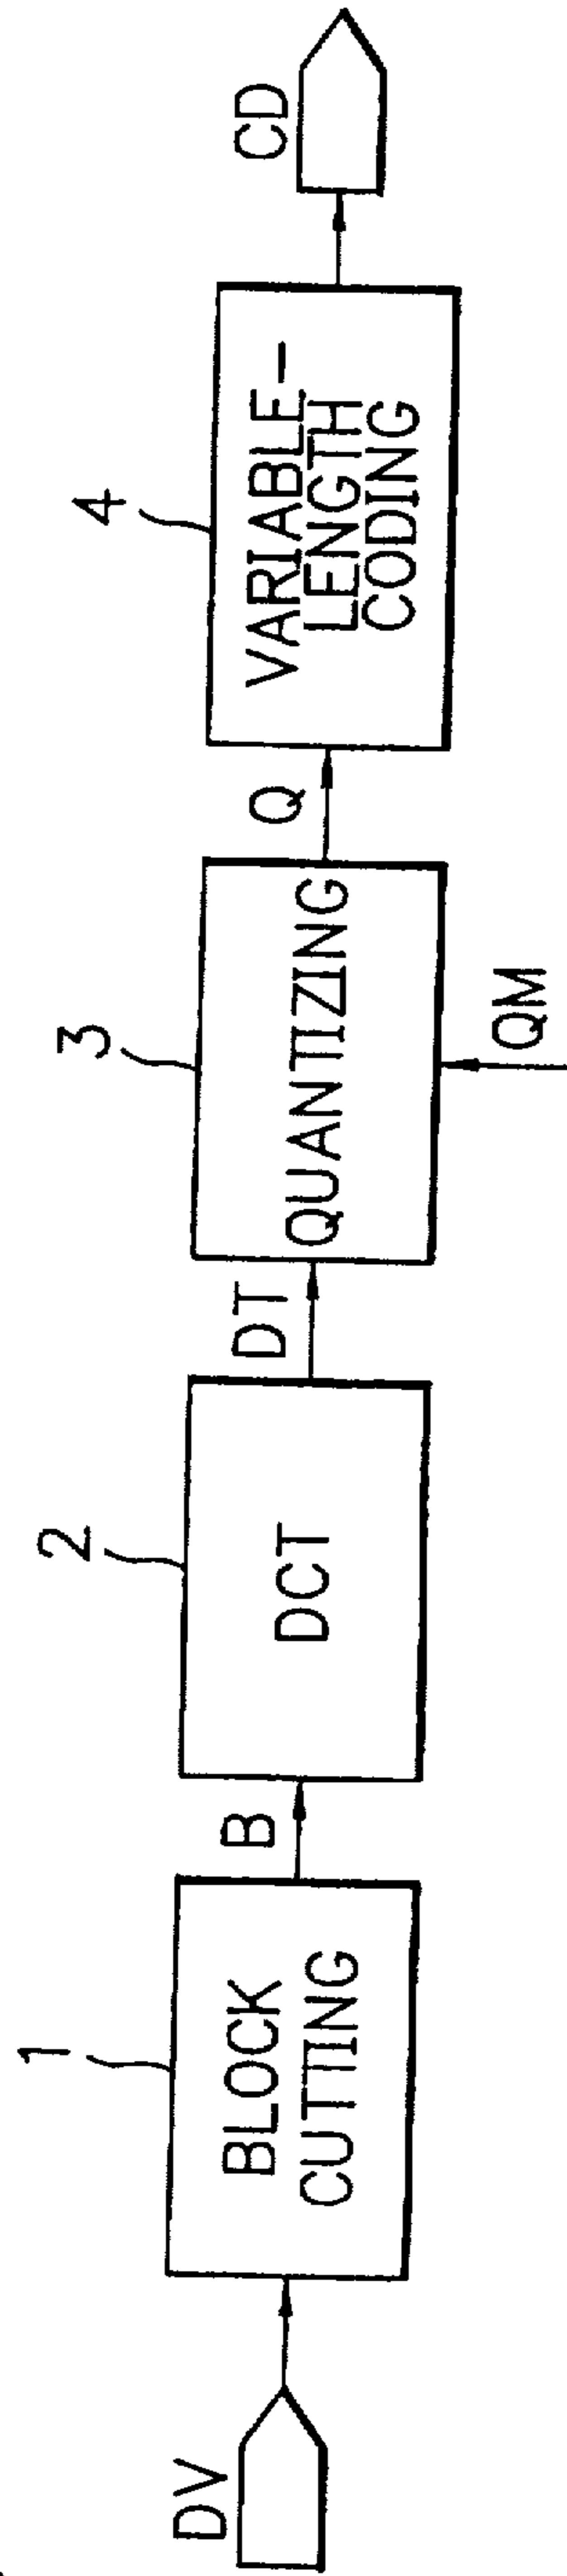 DV
1
BLOCK
CUTTING
B
2
DCT
DT
3
QUANTIZING
QM
Q
4
VARIABLE-
LENGTH
CODING
CD